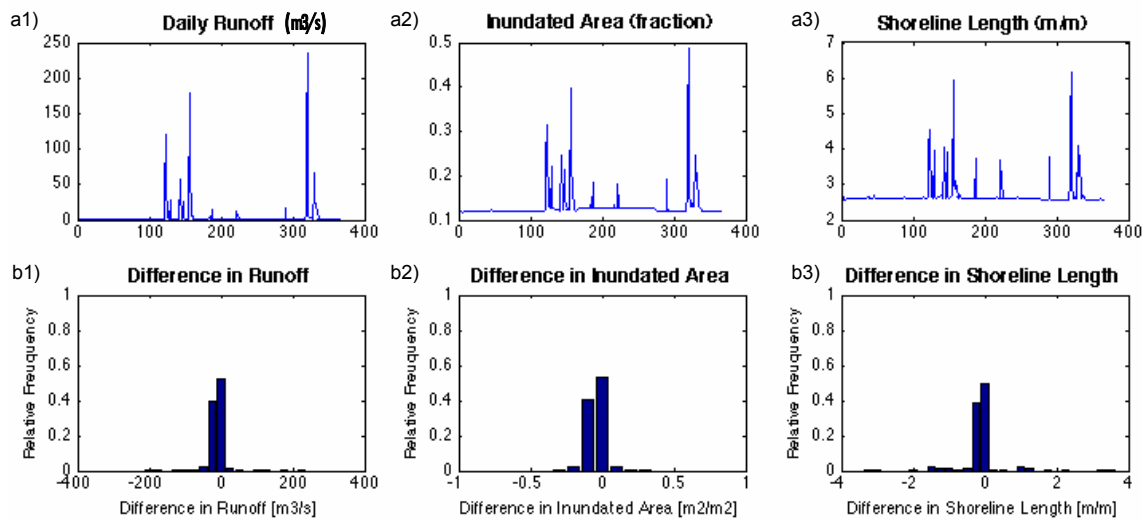 a1) Daily Runoff (m3/s)
250
200
150
100
50
0
0 100 200 300 400
a2) Inundated Area (fraction)
0.5
0.4
0.3
0.2
0.1
0 100 200 300 400
a3) Shoreline Length (m/m)
7
6
5
4
3
2
0 100 200 300 400
b1) Difference in Runoff
Relative Freuquency
1
0.8
0.6
0.4
0.2
0
-400 -200 0 200 400
Difference in Runoff [m3/s]
b2) Difference in Inundated Area
Relative Freuquency
1
0.8
0.6
0.4
0.2
0
-1 -0.5 0 0.5 1
Difference in Inundated Area [m2/m2]
b3) Difference in Shoreline Length
Relative Freuquency
1
0.8
0.6
0.4
0.2
0
-4 -2 0 2 4
Difference in Shoreline Length [m/m]